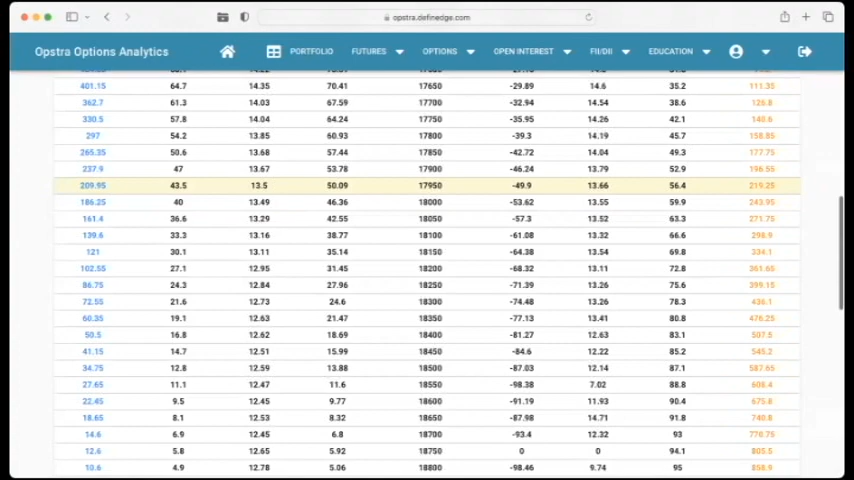 opstra.definedge.com
Opstra Options Analytics PORTFOLIO FUTURES OPTIONS OPEN INTEREST FII/DII EDUCATION
401.15 64.7 14.35 70.41 17650 -29.89 14.6 35.2 111.35
362.7 61.3 14.03 67.59 17700 -32.94 14.54 38.6 126.8
330.5 57.8 14.04 64.24 17750 -35.95 14.26 42.1 140.6
297 54.2 13.85 60.93 17800 -39.3 14.19 45.7 158.85
265.35 50.6 13.68 57.44 17850 -42.72 14.04 49.3 177.75
237.9 47 13.67 53.78 17900 -46.24 13.79 52.9 196.55
209.95 43.5 13.5 50.09 17950 -49.9 13.66 56.4 219.25
186.25 40 13.49 46.36 18000 -53.62 13.55 59.9 243.95
161.4 36.6 13.29 42.55 18050 -57.3 13.52 63.3 271.75
139.6 33.3 13.16 38.77 18100 -61.08 13.32 66.6 298.9
121 30.1 13.11 35.14 18150 -64.38 13.54 69.8 334.1
102.55 27.1 12.95 31.45 18200 -68.32 13.11 72.8 361.65
86.75 24.3 12.84 27.96 18250 -71.39 13.26 75.6 399.15
72.55 21.6 12.73 24.6 18300 -74.48 13.26 78.3 436.1
60.35 19.1 12.63 21.47 18350 -77.13 13.41 80.8 476.25
50.5 16.8 12.62 18.69 18400 -81.27 12.63 83.1 507.5
41.15 14.7 12.51 15.99 18450 -84.6 12.22 85.2 545.2
34.75 12.8 12.59 13.88 18500 -87.03 12.14 87.1 587.65
27.65 11.1 12.47 11.6 18550 -98.38 7.02 88.8 608.4
22.45 9.5 12.45 9.77 18600 -91.19 11.93 90.4 675.8
18.65 8.1 12.53 8.32 18650 -87.98 14.71 91.8 740.8
14.6 6.9 12.45 6.8 18700 -93.4 12.32 93 770.75
12.6 5.8 12.65 5.92 18750 0 0 94.1 805.5
10.6 4.9 12.78 5.06 18800 -98.46 9.74 95 858.9